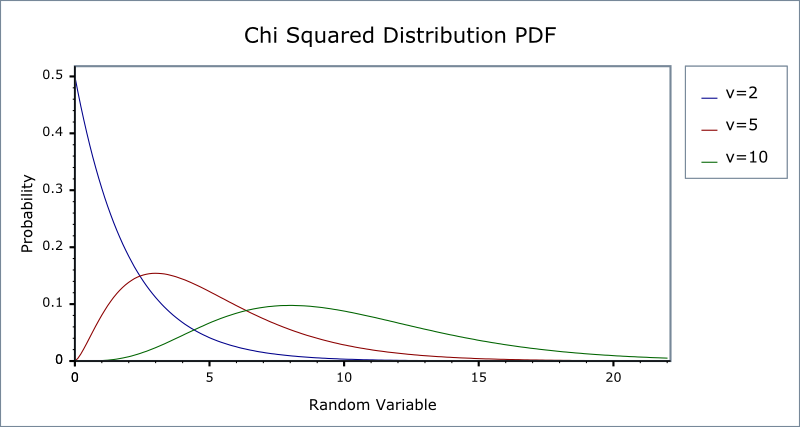 Chi Squared Distribution PDF
0.5
0.4
0.3
0.2
0.1
0
Probability
0 5 10 15 20
Random Variable
v=2
v=5
v=10